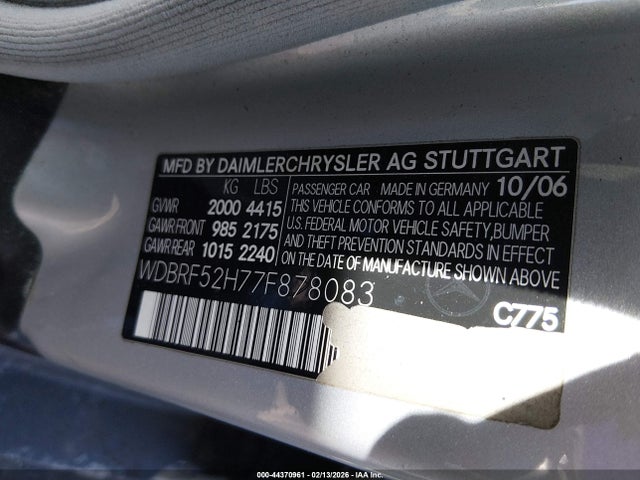 MFD BY DAIMLERCHRYSLER AG STUTTGART
KG LBS
GVWR 2000 4415
GAWR FRONT 985 2175
GAWR REAR 1015 2240
PASSENGER CAR MADE IN GERMANY 10/06
THIS VEHICLE CONFORMS TO ALL APPLICABLE
U.S. FEDERAL MOTOR VEHICLE SAFETY,BUMPER
AND THEFT PREVENTION STANDARDS IN EFFECT
ON THE DATE OF MANUFACTURE SHOWN ABOVE
WDBRF52H77F878083
C775
000-44370961 - 02/13/2026 - IAA Inc.